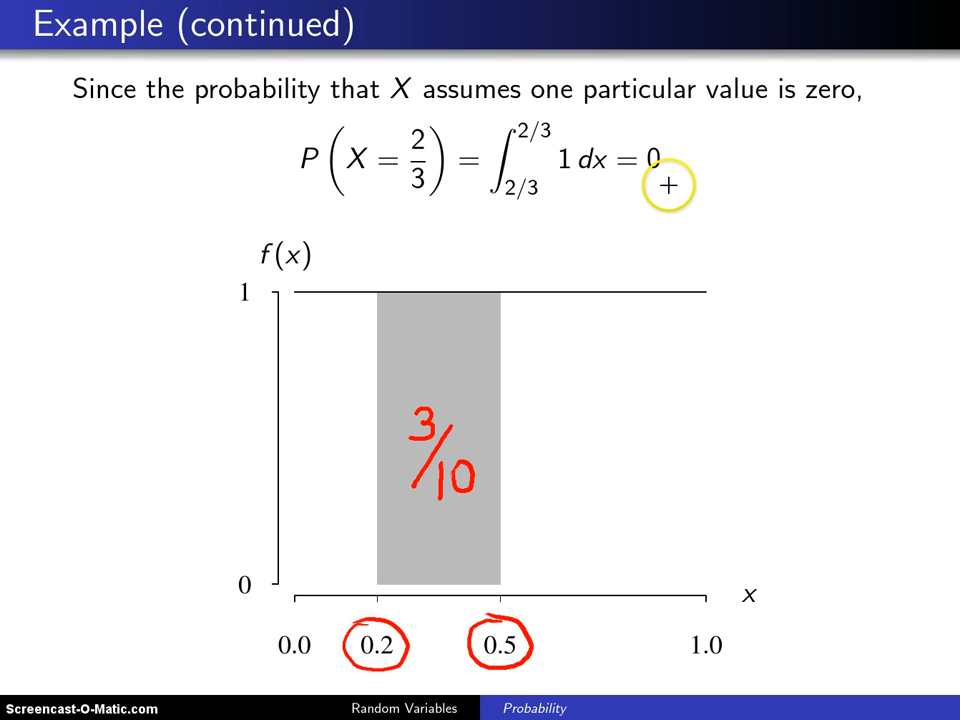 Example (continued)
Since the probability that X assumes one particular value is zero,
P(X = 2/3) = ∫_{2/3}^{2/3} 1 dx = 0
f(x)
1
3/10
0
x
0.0 0.2 0.5 1.0
Screencast-O-Matic.com Random Variables Probability